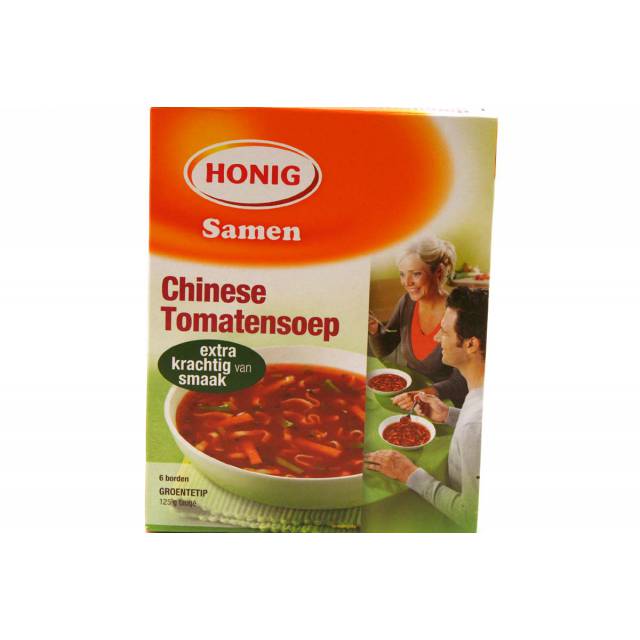 HONIG
Samen
Chinese
Tomatensoep
extra
krachtig van
smaak
6 borden
GROENTETIP